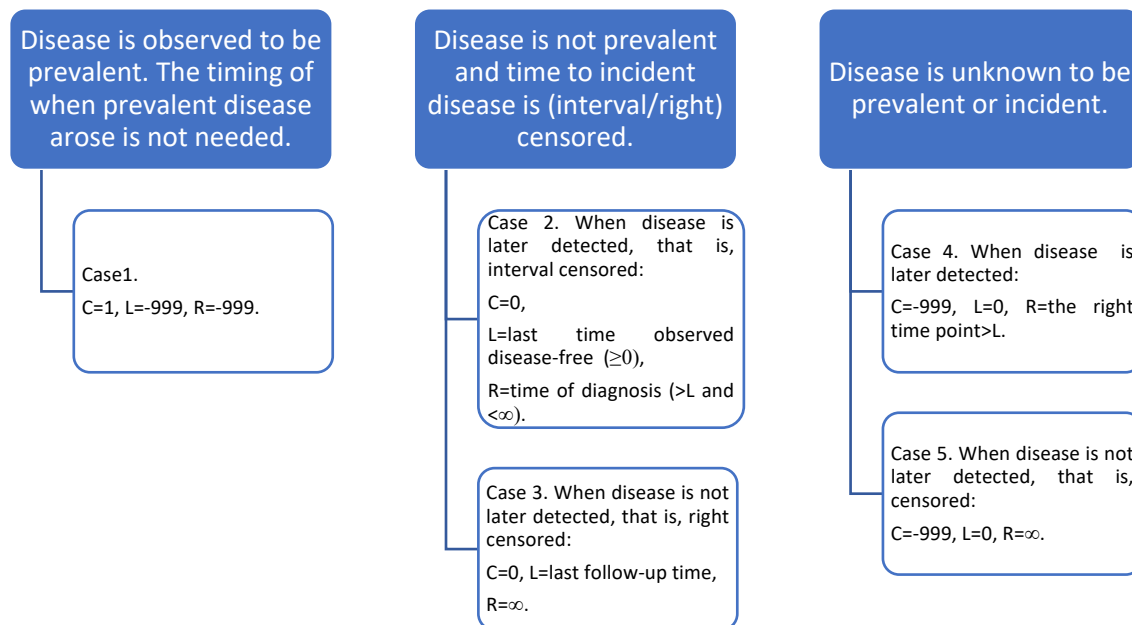 Disease is observed to be
prevalent. The timing of
when prevalent disease
arose is not needed.
Case1.
C=1, L=-999, R=-999.
Disease is not prevalent
and time to incident
disease is (interval/right)
censored.
Case 2. When disease is
later detected, that is,
interval censored:
C=0,
L=last time observed
disease-free (≥0),
R=time of diagnosis (>L and
<∞).
Case 3. When disease is not
later detected, that is, right
censored:
C=0, L=last follow-up time,
R=∞.
Disease is unknown to be
prevalent or incident.
Case 4. When disease is
later detected:
C=-999, L=0, R=the right
time point>L.
Case 5. When disease is not
later detected, that is,
censored:
C=-999, L=0, R=∞.